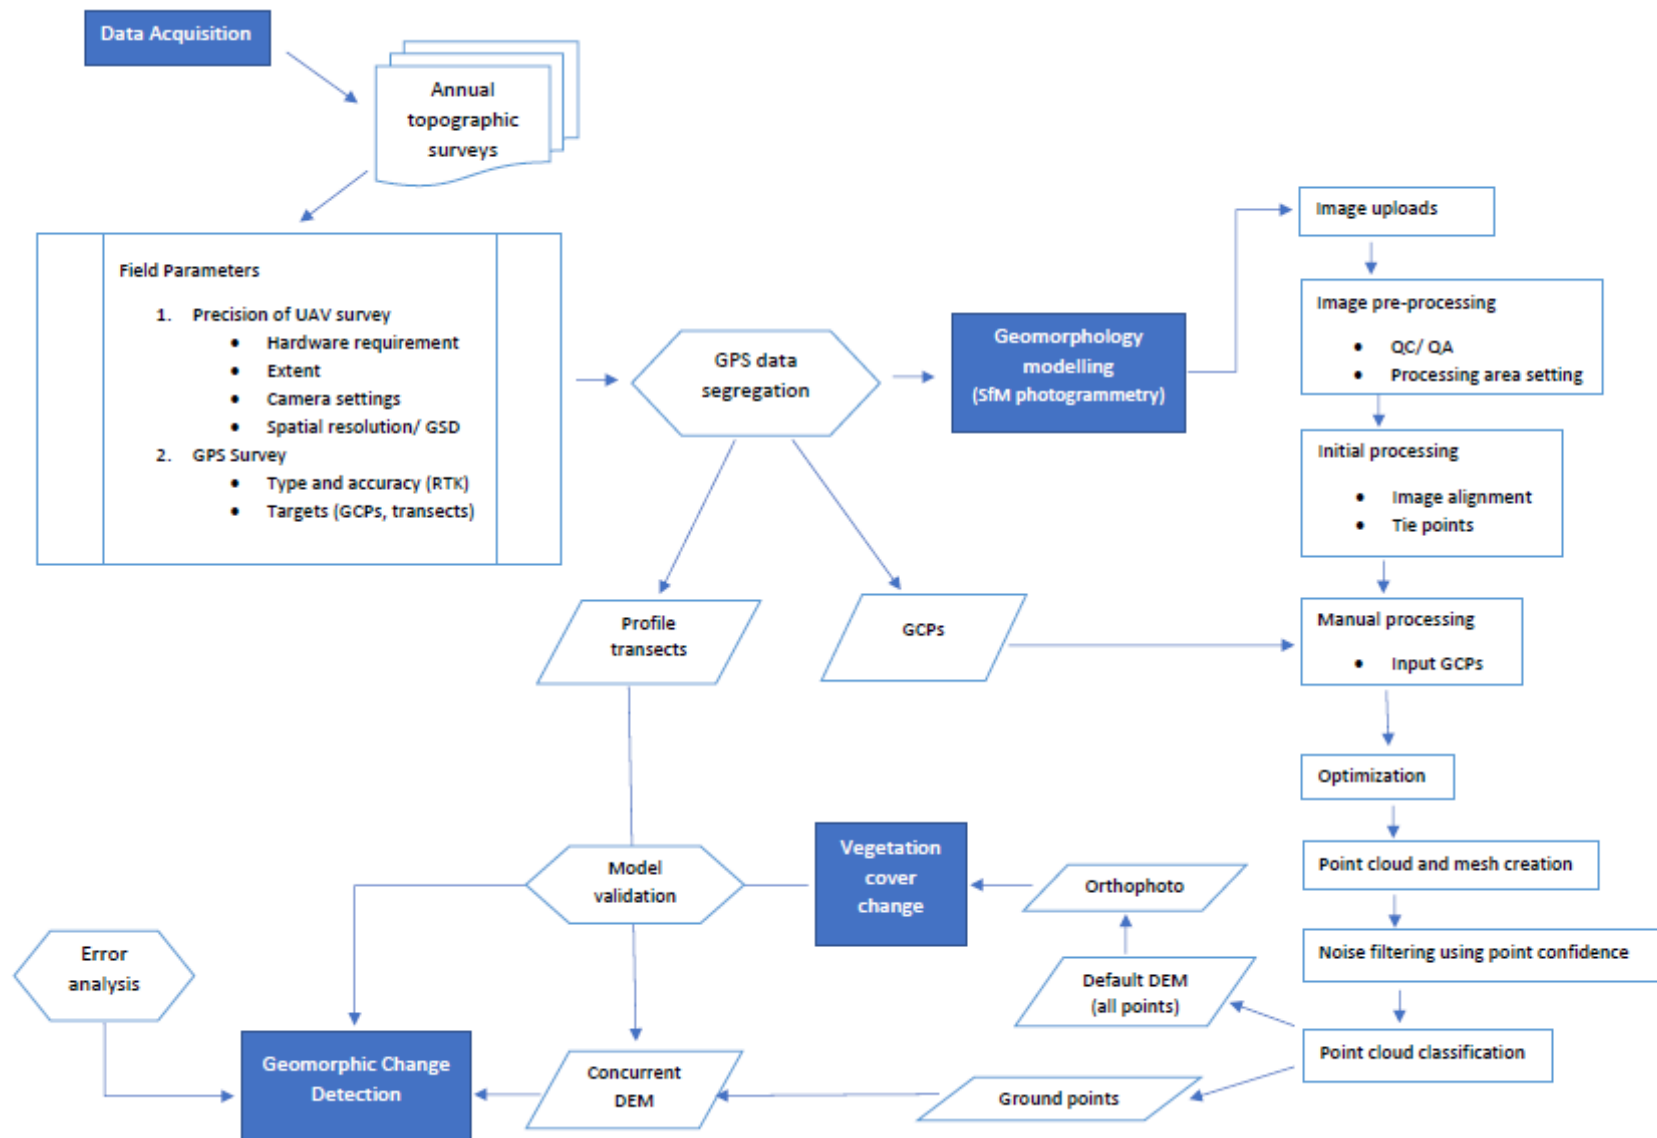 Data Acquisition
Annual
topographic
surveys
Field Parameters
1. Precision of UAV survey
• Hardware requirement
• Extent
• Camera settings
• Spatial resolution/ GSD
2. GPS Survey
• Type and accuracy (RTK)
• Targets (GCPs, transects)
GPS data
segregation
Geomorphology
modelling
(SfM photogrammetry)
Image uploads
Image pre-processing
• QC/ QA
• Processing area setting
Initial processing
• Image alignment
• Tie points
Manual processing
• Input GCPs
Profile
transects
GCPs
Optimization
Point cloud and mesh creation
Noise filtering using point confidence
Point cloud classification
Model
validation
Vegetation
cover
change
Orthophoto
Default DEM
(all points)
Error
analysis
Geomorphic Change
Detection
Concurrent
DEM
Ground points